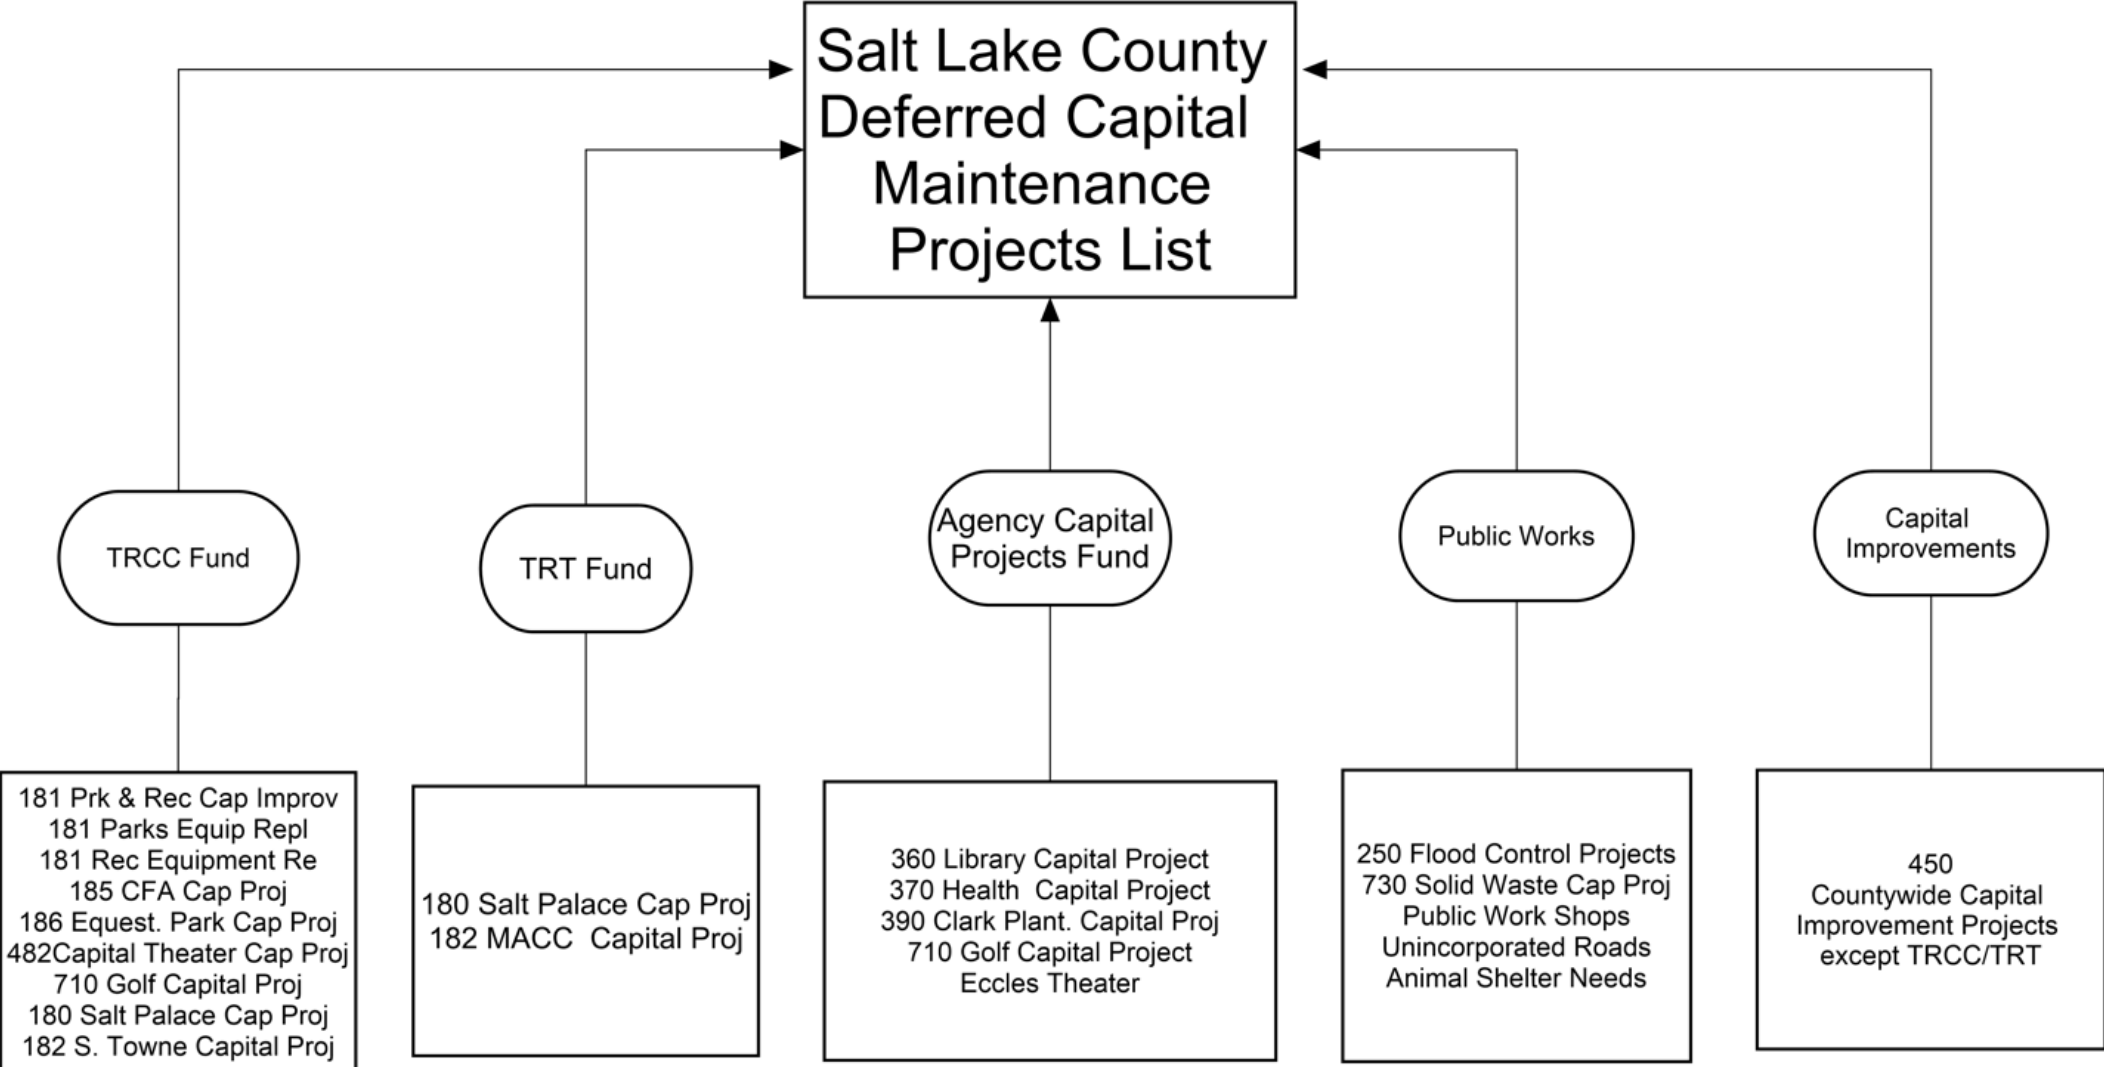 Salt Lake County
Deferred Capital
Maintenance
Projects List
TRCC Fund
TRT Fund
Agency Capital
Projects Fund
Public Works
Capital
Improvements
181 Prk & Rec Cap Improv
181 Parks Equip Repl
181 Rec Equipment Re
185 CFA Cap Proj
186 Equest. Park Cap Proj
482Capital Theater Cap Proj
710 Golf Capital Proj
180 Salt Palace Cap Proj
182 S. Towne Capital Proj
180 Salt Palace Cap Proj
182 MACC  Capital Proj
360 Library Capital Project
370 Health  Capital Project
390 Clark Plant. Capital Proj
710 Golf Capital Project
Eccles Theater
250 Flood Control Projects
730 Solid Waste Cap Proj
Public Work Shops
Unincorporated Roads
Animal Shelter Needs
450
Countywide Capital
Improvement Projects
except TRCC/TRT